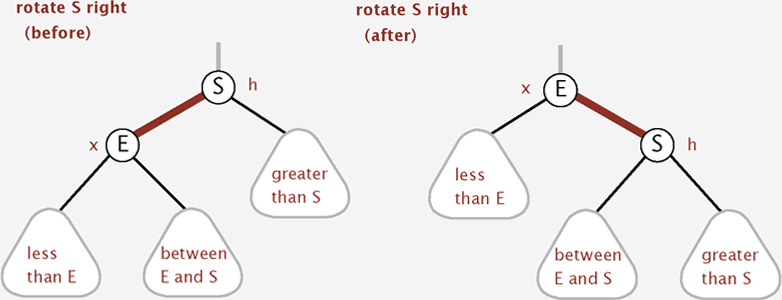 rotate S right
(before)
S
h
x
E
greater
than S
less
than E
between
E and S
rotate S right
(after)
x
E
S
h
less
than E
between
E and S
greater
than S